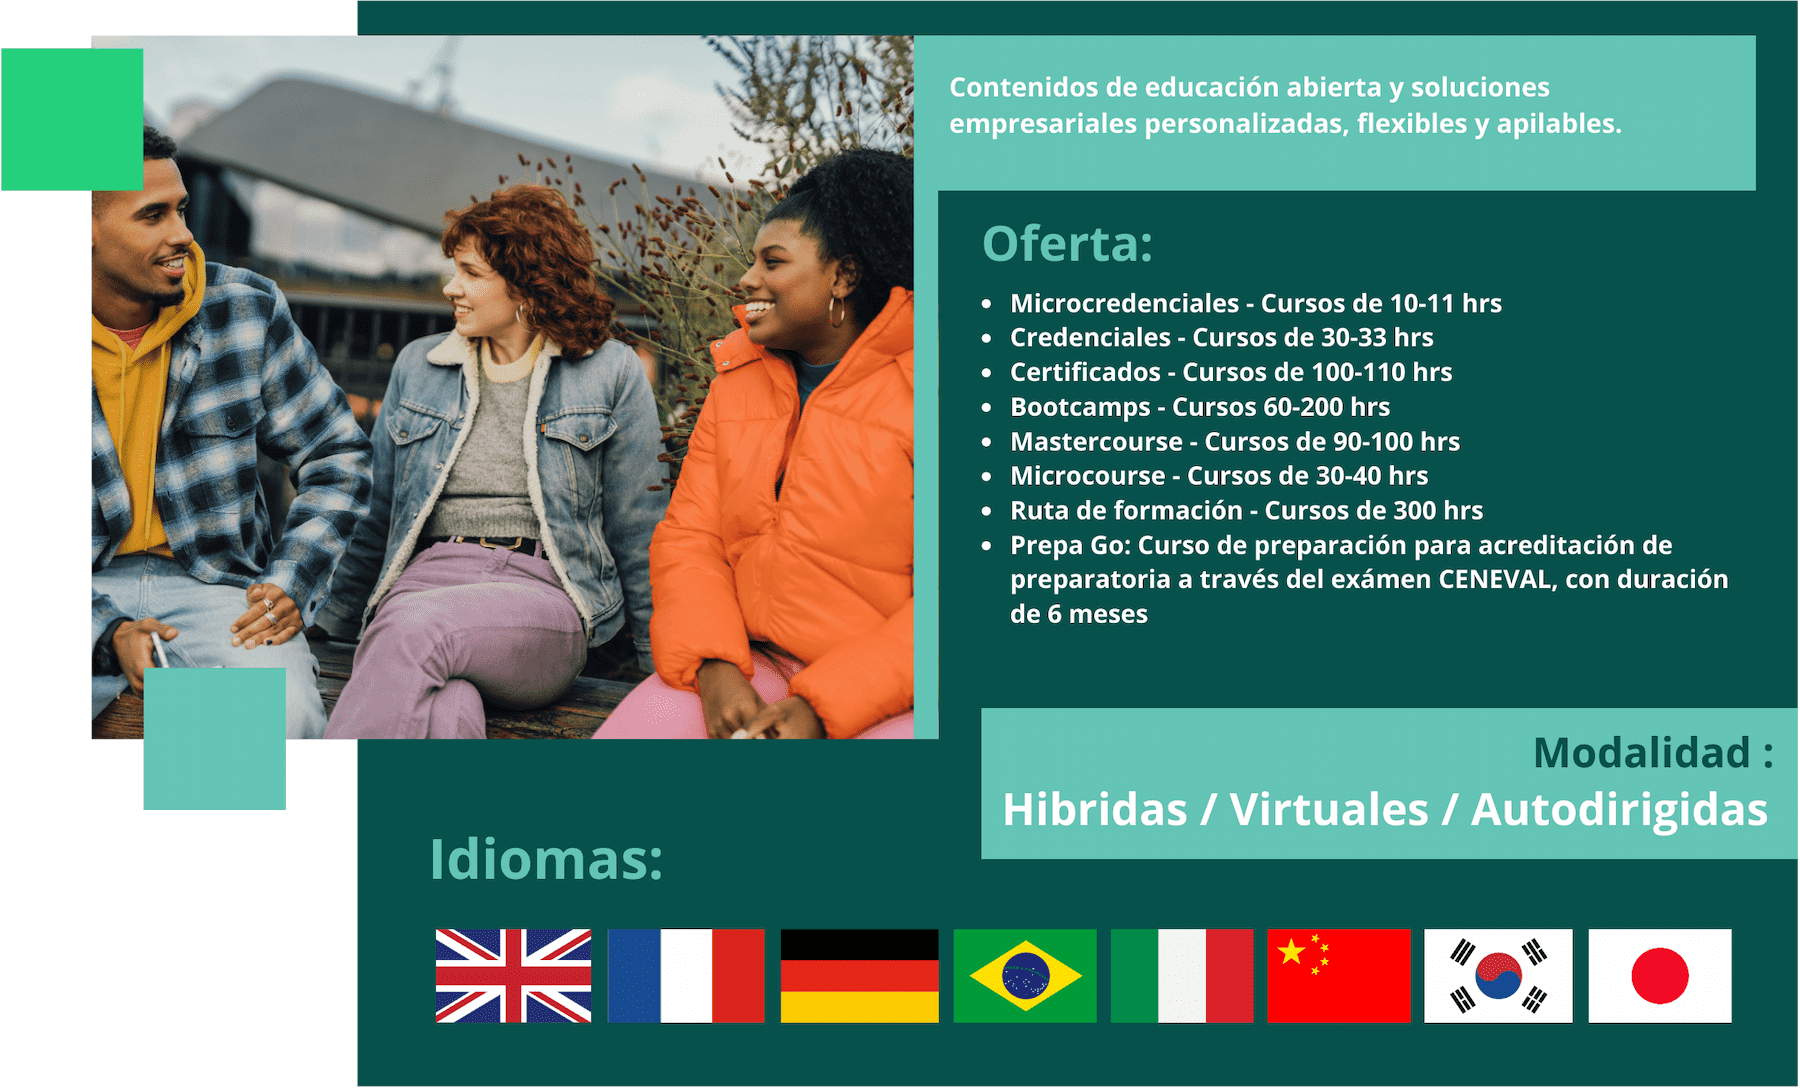 Contenidos de educación abierta y soluciones
empresariales personalizadas, flexibles y apilables.
Oferta:
• Microcredenciales - Cursos de 10-11 hrs
• Credenciales - Cursos de 30-33 hrs
• Certificados - Cursos de 100-110 hrs
• Bootcamps - Cursos 60-200 hrs
• Mastercourse - Cursos de 90-100 hrs
• Microcourse - Cursos de 30-40 hrs
• Ruta de formación - Cursos de 300 hrs
• Prepa Go: Curso de preparación para acreditación de
preparatoria a través del exámen CENEVAL, con duración
de 6 meses
Modalidad :
Hibridas / Virtuales / Autodirigidas
Idiomas: